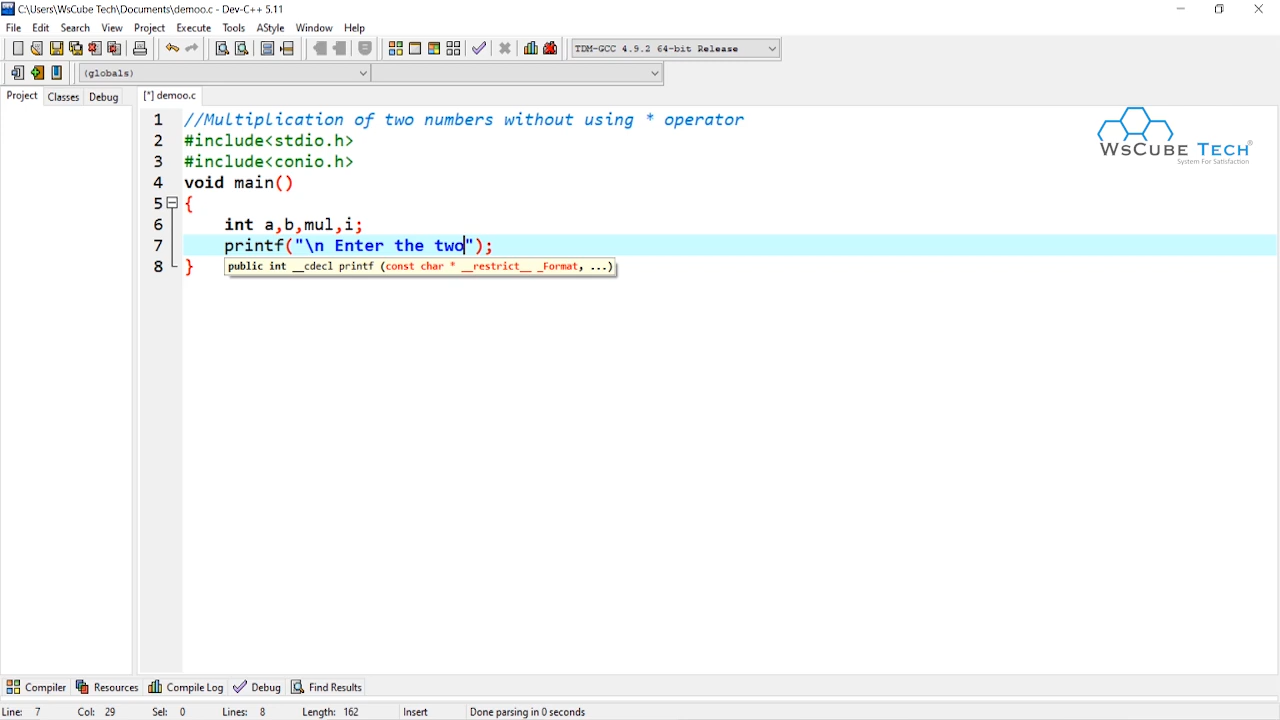 C:\Users\WsCube Tech\Documents\demoo.c - Dev-C++ 5.11
File Edit Search View Project Execute Tools AStyle Window Help
TDM-GCC 4.9.2 64-bit Release
(globals)
Project Classes Debug [*] demoo.c
1 //Multiplication of two numbers without using * operator
2 #include<stdio.h>
3 #include<conio.h>
4 void main()
5 {
6 int a,b,mul,i;
7 printf("\n Enter the two");
8 }
public int __cdecl printf (const char * __restrict__ _Format, ...)
WsCube Tech®
System For Satisfaction
Compiler Resources Compile Log Debug Find Results
Line: 7 Col: 29 Sel: 0 Lines: 8 Length: 162 Insert Done parsing in 0 seconds